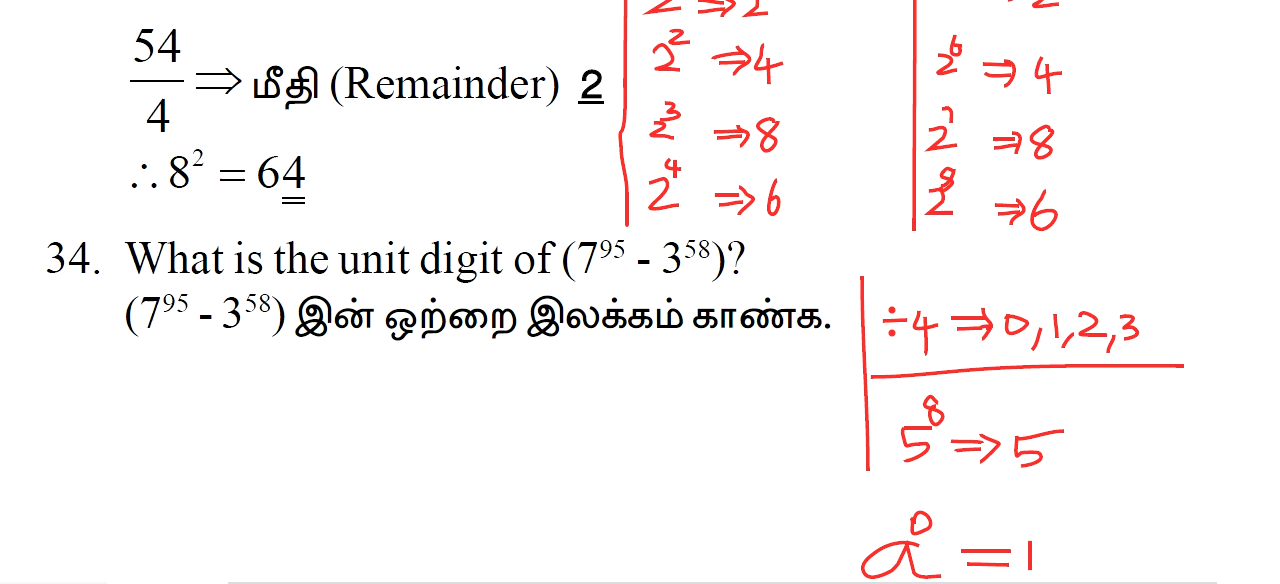 54/4 ⇒ மீதி (Remainder) 2
∴ 8² = 64
2 ⇒ 2
2² ⇒ 4
2³ ⇒ 8
2⁴ ⇒ 6
2⁶ ⇒ 4
2⁷ ⇒ 8
2⁸ ⇒ 6
34. What is the unit digit of (7⁹⁵ - 3⁵⁸)?
(7⁹⁵ - 3⁵⁸) இன் ஒற்றை இலக்கம் காண்க.
÷4 ⇒ 0,1,2,3
5⁸ ⇒ 5
a⁰ = 1